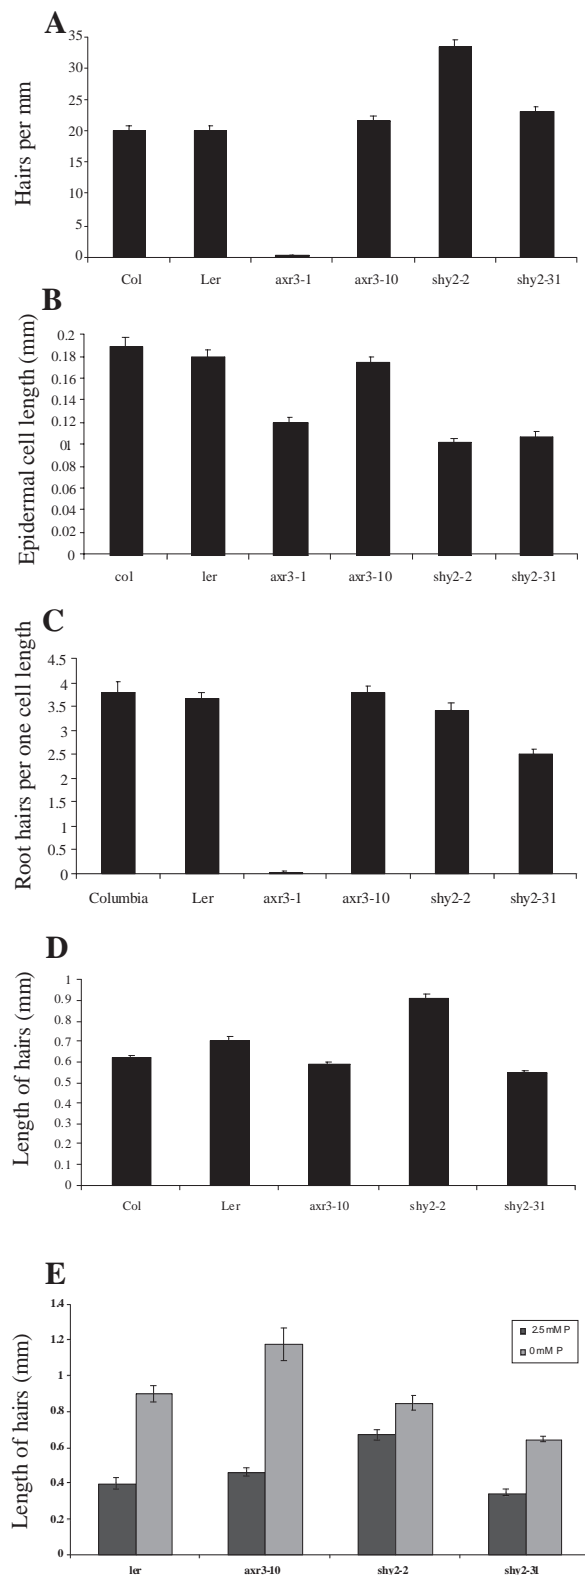 A
Hairs per mm
35
30
25
20
15
10
5
0
Col Ler axr3-1 axr3-10 shy2-2 shy2-31
B
Epidermal cell length (mm)
0.2
0.18
0.16
0.14
0.12
01
0.08
0.06
0.04
0.02
0
col ler axr3-1 axr3-10 shy2-2 shy2-31
C
Root hairs per one cell length
4.5
4
3.5
3
2.5
2
1.5
1
0.5
0
Columbia Ler axr3-1 axr3-10 shy2-2 shy2-31
D
Length of hairs (mm)
1
0.9
0.8
0.7
0.6
0.5
0.4
0.3
0.2
0.1
0
Col Ler axr3-10 shy2-2 shy2-31
E
Length of hairs (mm)
1.4
1.2
1
0.8
0.6
0.4
0.2
0
2.5 mM P
0 mM P
ler axr3-10 shy2-2 shy2-31